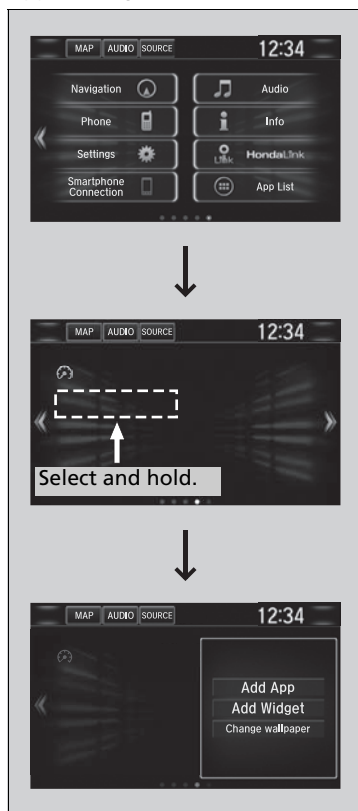 MAP AUDIO SOURCE 12:34
Navigation Audio
Phone Info
Settings Link HondaLink
Smartphone
Connection App List
MAP AUDIO SOURCE 12:34
Select and hold.
MAP AUDIO SOURCE 12:34
Add App
Add Widget
Change wallpaper